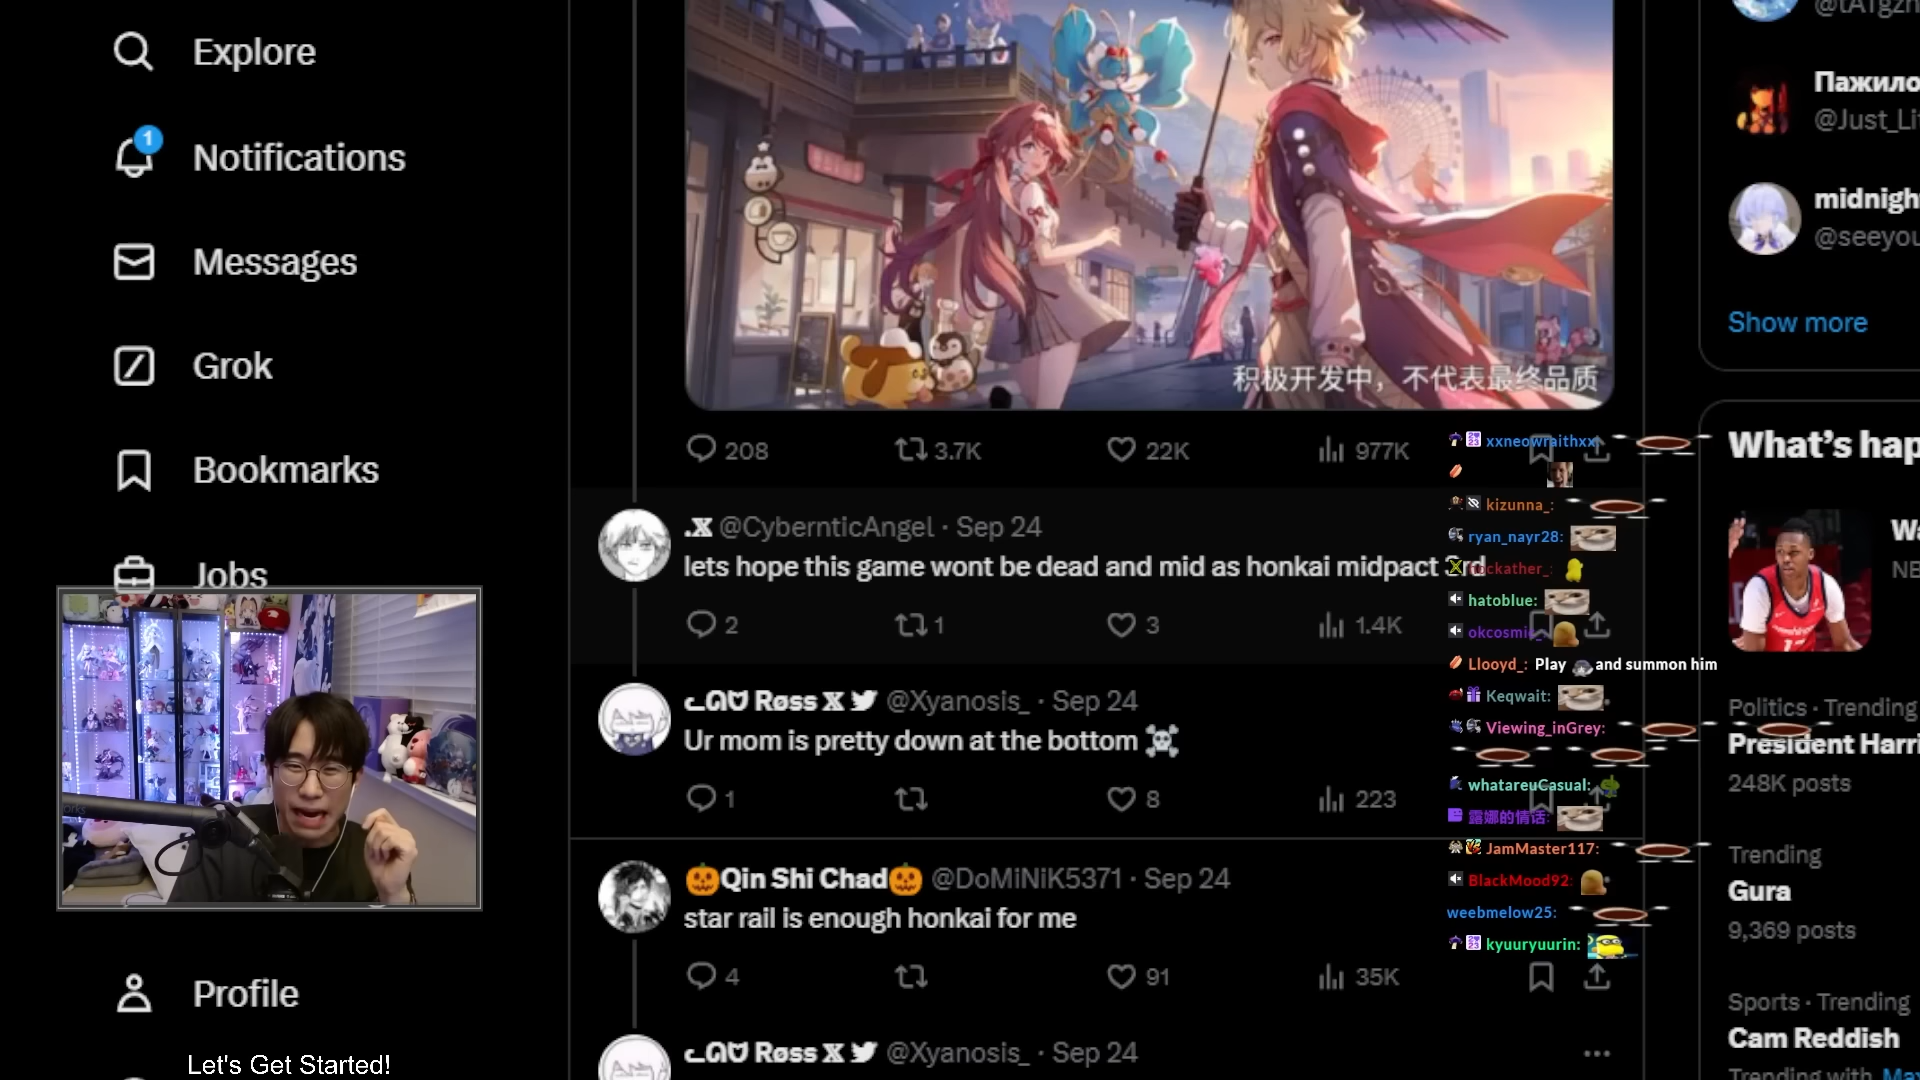 Explore
1
Notifications
Messages
Grok
Bookmarks
Jobs
Profile
Let's Get Started!
积极开发中，不代表最终品质
208
3.7K
22K
977K
.𝕏 @CybernticAngel · Sep 24
lets hope this game wont be dead and mid as honkai midpact 3rd
2
1
3
1.4K
Røss 𝕏 @Xyanosis_ · Sep 24
Ur mom is pretty down at the bottom ☠️
1
8
223
🎃Qin Shi Chad🎃 @DoMiNiK5371 · Sep 24
star rail is enough honkai for me
4
91
35K
Røss 𝕏 @Xyanosis_ · Sep 24
xxneowraithxx
kizunna_:
ryan_nayr28:
hatoblue:
Llooyd_: Play and summon him
Keqwait:
Viewing_inGrey:
whatareuCasual:
露娜的情话:
JamMaster117:
BlackMood92:
weebmelow25:
kyuuryuurin:
Пажило
@Just_Li
midnigh
@seeyou
Show more
What's hap
NB
Politics · Trending
President Harri
248K posts
Trending
Gura
9,369 posts
Sports · Trending
Cam Reddish
Trending with